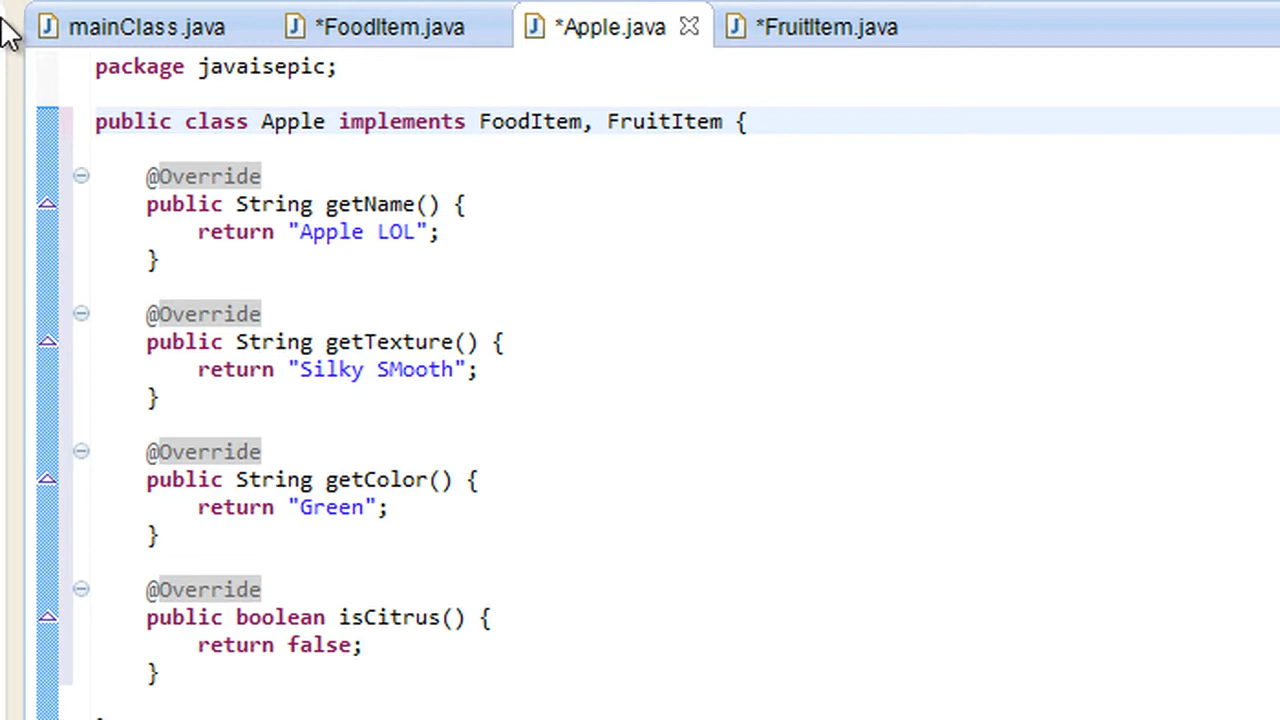 mainClass.java *FoodItem.java *Apple.java *FruitItem.java
package javaisepic;
public class Apple implements FoodItem, FruitItem {
@Override
public String getName() {
return "Apple LOL";
}
@Override
public String getTexture() {
return "Silky SMooth";
}
@Override
public String getColor() {
return "Green";
}
@Override
public boolean isCitrus() {
return false;
}